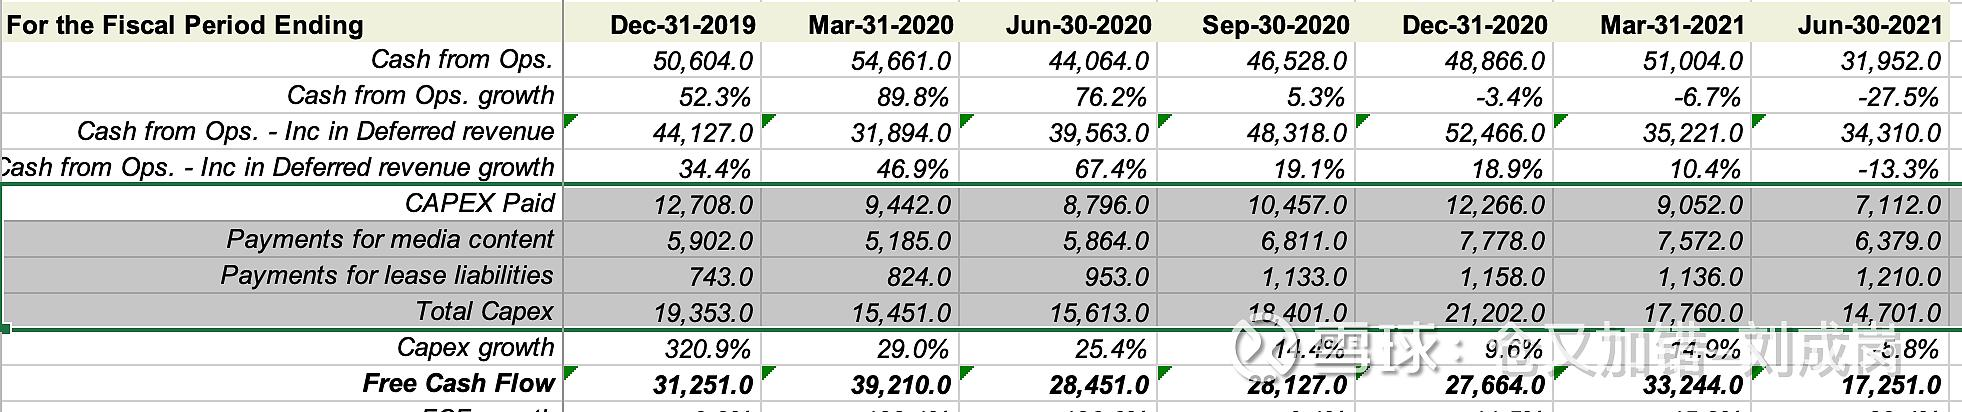 For the Fiscal Period Ending Dec-31-2019 Mar-31-2020 Jun-30-2020 Sep-30-2020 Dec-31-2020 Mar-31-2021 Jun-30-2021
Cash from Ops. 50,604.0 54,661.0 44,064.0 46,528.0 48,866.0 51,004.0 31,952.0
Cash from Ops. growth 52.3% 89.8% 76.2% 5.3% -3.4% -6.7% -27.5%
Cash from Ops. - Inc in Deferred revenue 44,127.0 31,894.0 39,563.0 48,318.0 52,466.0 35,221.0 34,310.0
Cash from Ops. - Inc in Deferred revenue growth 34.4% 46.9% 67.4% 19.1% 18.9% 10.4% -13.3%
CAPEX Paid 12,708.0 9,442.0 8,796.0 10,457.0 12,266.0 9,052.0 7,112.0
Payments for media content 5,902.0 5,185.0 5,864.0 6,811.0 7,778.0 7,572.0 6,379.0
Payments for lease liabilities 743.0 824.0 953.0 1,133.0 1,158.0 1,136.0 1,210.0
Total Capex 19,353.0 15,451.0 15,613.0 18,401.0 21,202.0 17,760.0 14,701.0
Capex growth 320.9% 29.0% 25.4% 14.4% 9.6% 14.9% -5.8%
雪球：仓又加错-刘成岗
Free Cash Flow 31,251.0 39,210.0 28,451.0 28,127.0 27,664.0 33,244.0 17,251.0